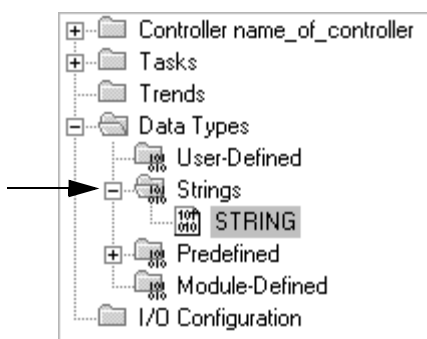 Controller name_of_controller
Tasks
Trends
Data Types
User-Defined
Strings
STRING
Predefined
Module-Defined
I/O Configuration